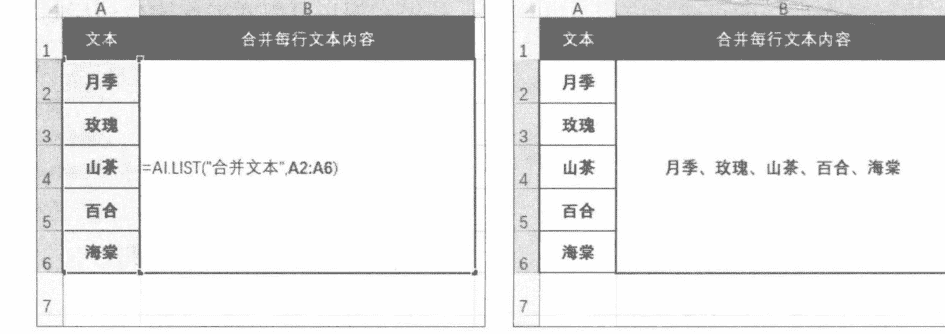 A B
1 文本 合并每行文本内容
2 月季
3 玫瑰
4 山茶 =AI.LIST("合并文本",A2:A6)
5 百合
6 海棠
7
A B
1 文本 合并每行文本内容
2 月季
3 玫瑰
4 山茶 月季、玫瑰、山茶、百合、海棠
5 百合
6 海棠
7